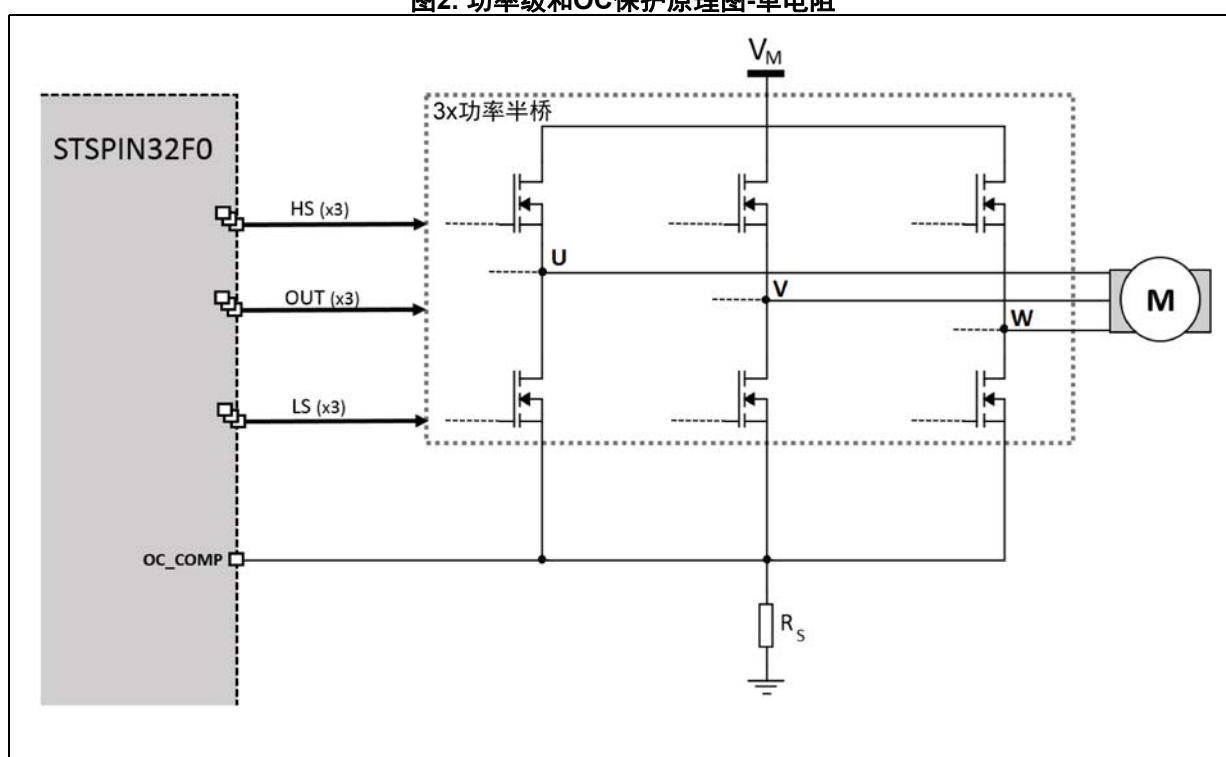 图2. 功率级和OC保护原理图-单电阻
VM
3x功率半桥
STSPIN32F0
HS (x3)
U
OUT (x3)
V
M
W
LS (x3)
OC_COMP
RS